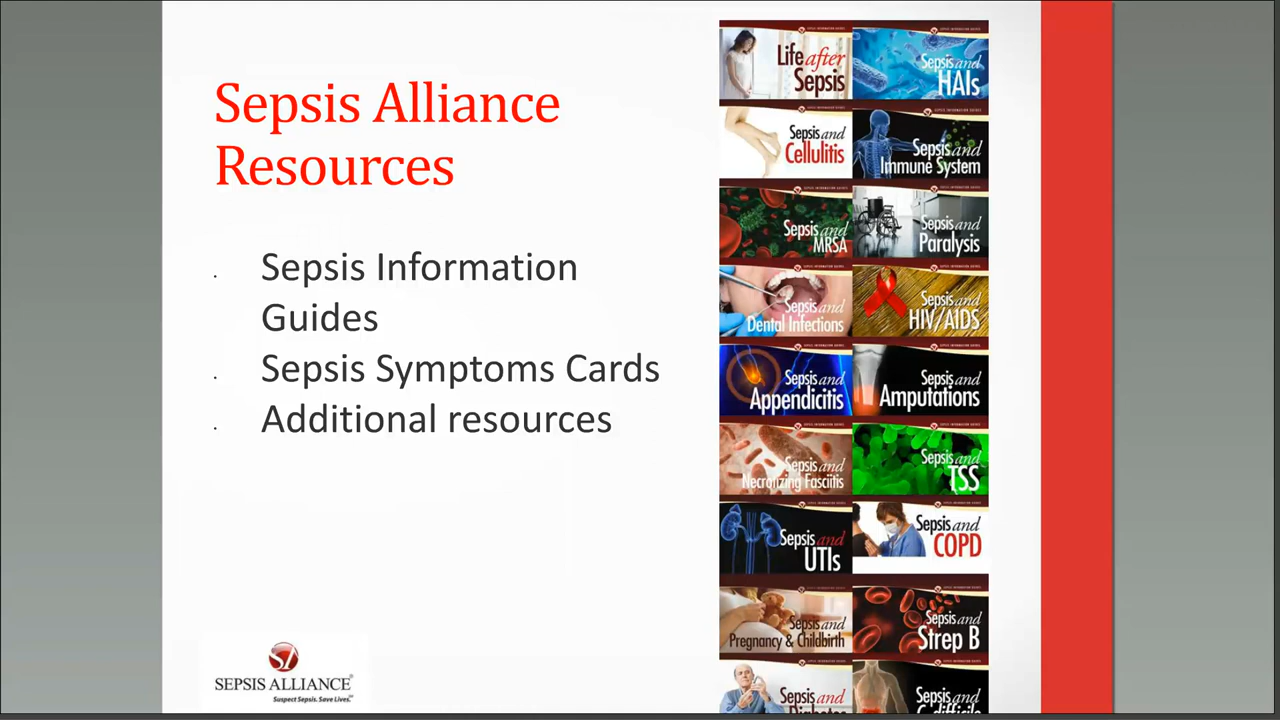 Sepsis Alliance
Resources
. Sepsis Information
Guides
. Sepsis Symptoms Cards
. Additional resources
Life after
Sepsis
Sepsis and
HAIs
Sepsis and
Cellulitis
Sepsis and
Immune System
Sepsis and
MRSA
Sepsis and
Paralysis
Sepsis and
Dental Infections
Sepsis and
HIV/AIDS
Sepsis and
Appendicitis
Sepsis and
Amputations
Sepsis and
Necrotizing Fasciitis
Sepsis and
TSS
Sepsis and
UTIs
Sepsis and
COPD
Sepsis and
Pregnancy & Childbirth
Sepsis and
Strep B
Sepsis and
Diabetes
Sepsis and
C. difficile
SEPSIS ALLIANCE
Suspect Sepsis. Save Lives.